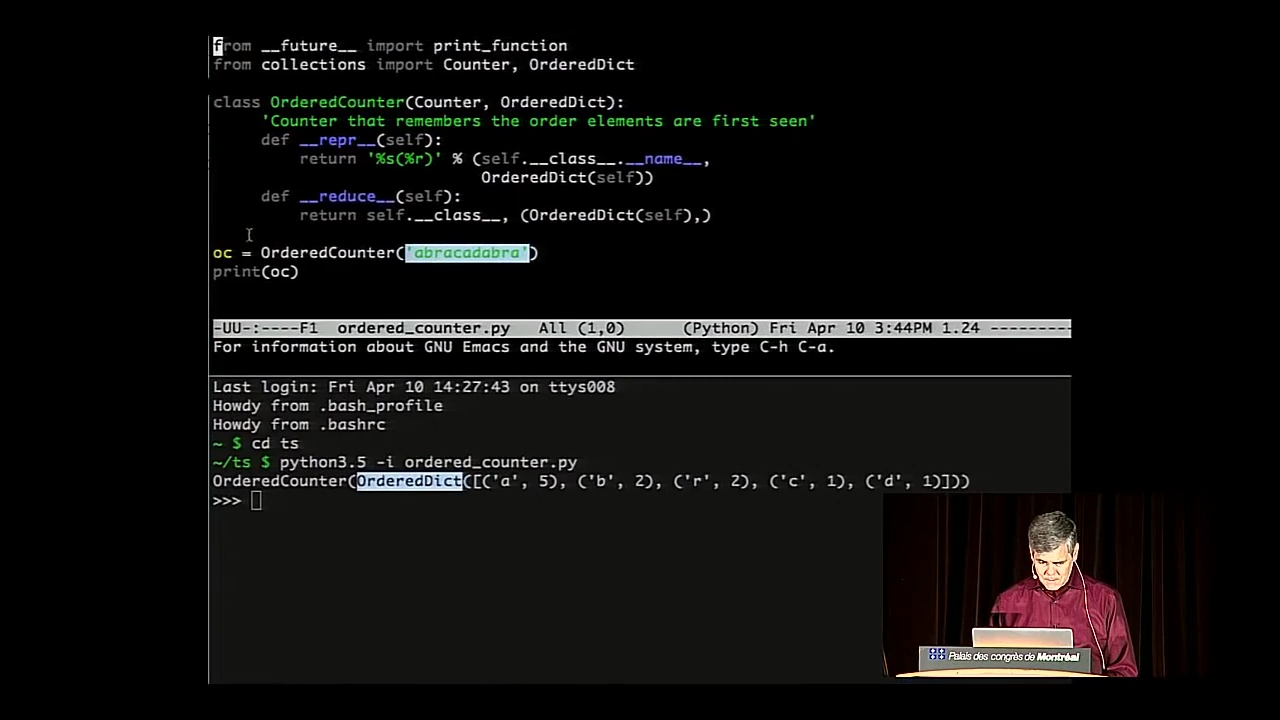 from __future__ import print_function
from collections import Counter, OrderedDict
class OrderedCounter(Counter, OrderedDict):
     'Counter that remembers the order elements are first seen'
     def __repr__(self):
         return '%s(%r)' % (self.__class__.__name__,
                            OrderedDict(self))
     def __reduce__(self):
         return self.__class__, (OrderedDict(self),)
oc = OrderedCounter('abracadabra')
print(oc)
-UU-:----F1  ordered_counter.py   All (1,0)      (Python) Fri Apr 10 3:44PM 1.24 ---------
For information about GNU Emacs and the GNU system, type C-h C-a.
Last login: Fri Apr 10 14:27:43 on ttys008
Howdy from .bash_profile
Howdy from .bashrc
~ $ cd ts
~/ts $ python3.5 -i ordered_counter.py
OrderedCounter(OrderedDict([('a', 5), ('b', 2), ('r', 2), ('c', 1), ('d', 1)]))
>>>
Palais des congrès de Montréal